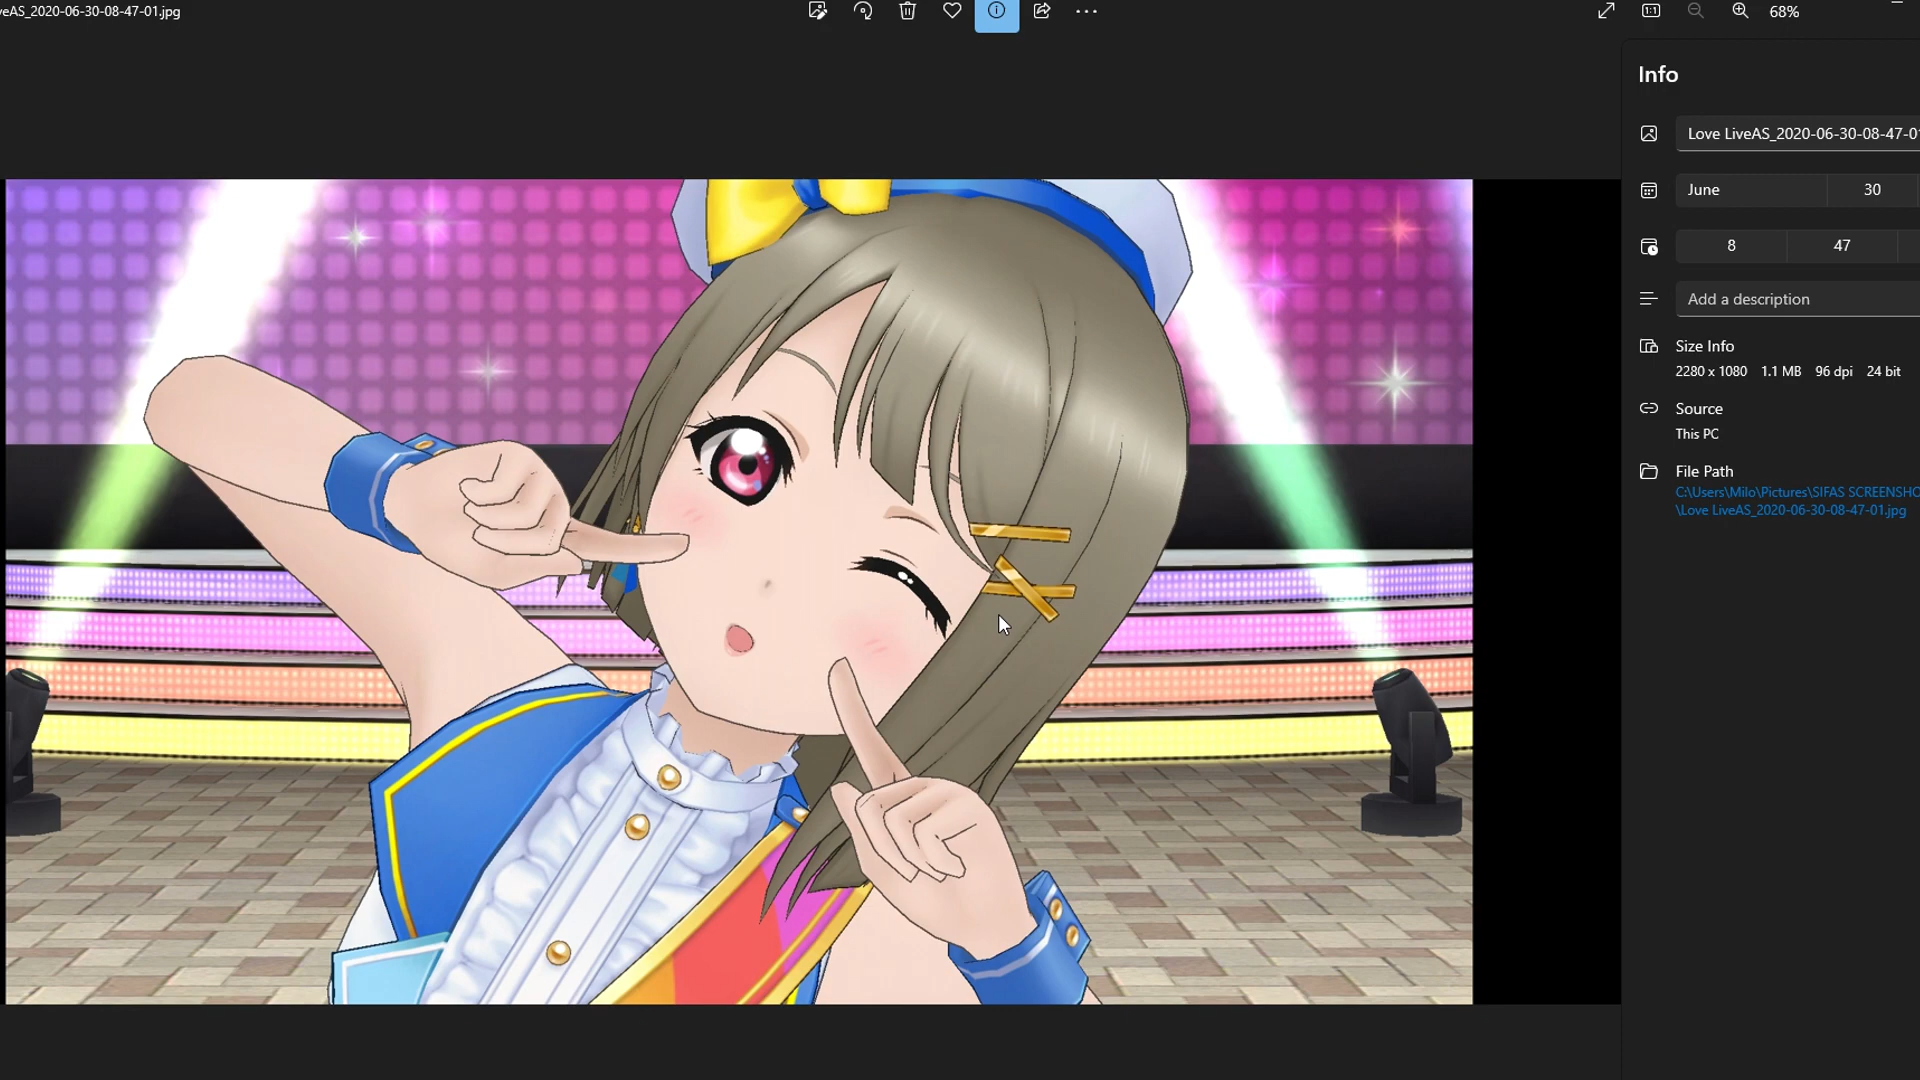 eAS_2020-06-30-08-47-01.jpg
68%
Info
Love LiveAS_2020-06-30-08-47-01
June 30
8 47
Add a description
Size Info
2280 x 1080 1.1 MB 96 dpi 24 bit
Source
This PC
File Path
C:\Users\Milo\Pictures\SIFAS SCREENSHO
\Love LiveAS_2020-06-30-08-47-01.jpg